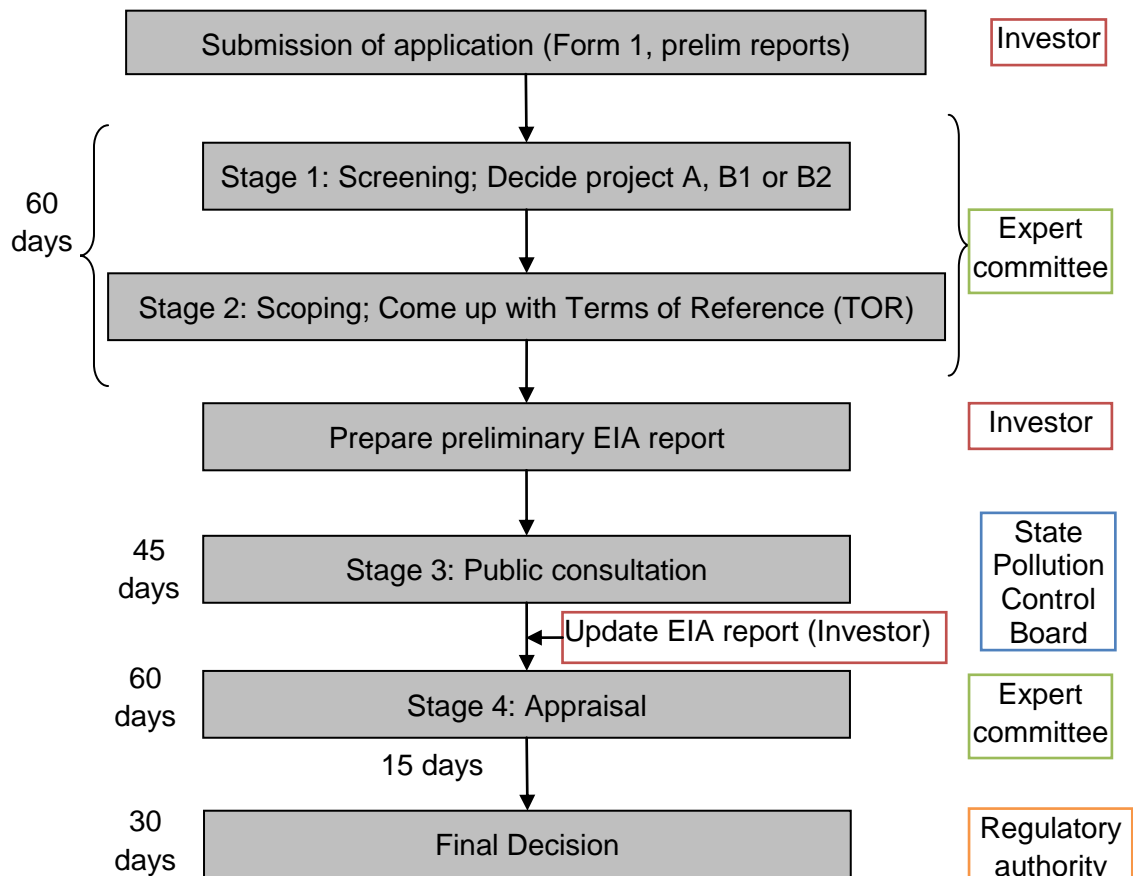 Submission of application (Form 1, prelim reports)
Investor
Stage 1: Screening; Decide project A, B1 or B2
60
days
Expert
committee
Stage 2: Scoping; Come up with Terms of Reference (TOR)
Prepare preliminary EIA report
Investor
45
days
Stage 3: Public consultation
State
Pollution
Control
Board
Update EIA report (Investor)
60
days
Stage 4: Appraisal
Expert
committee
15 days
30
days
Final Decision
Regulatory
authority